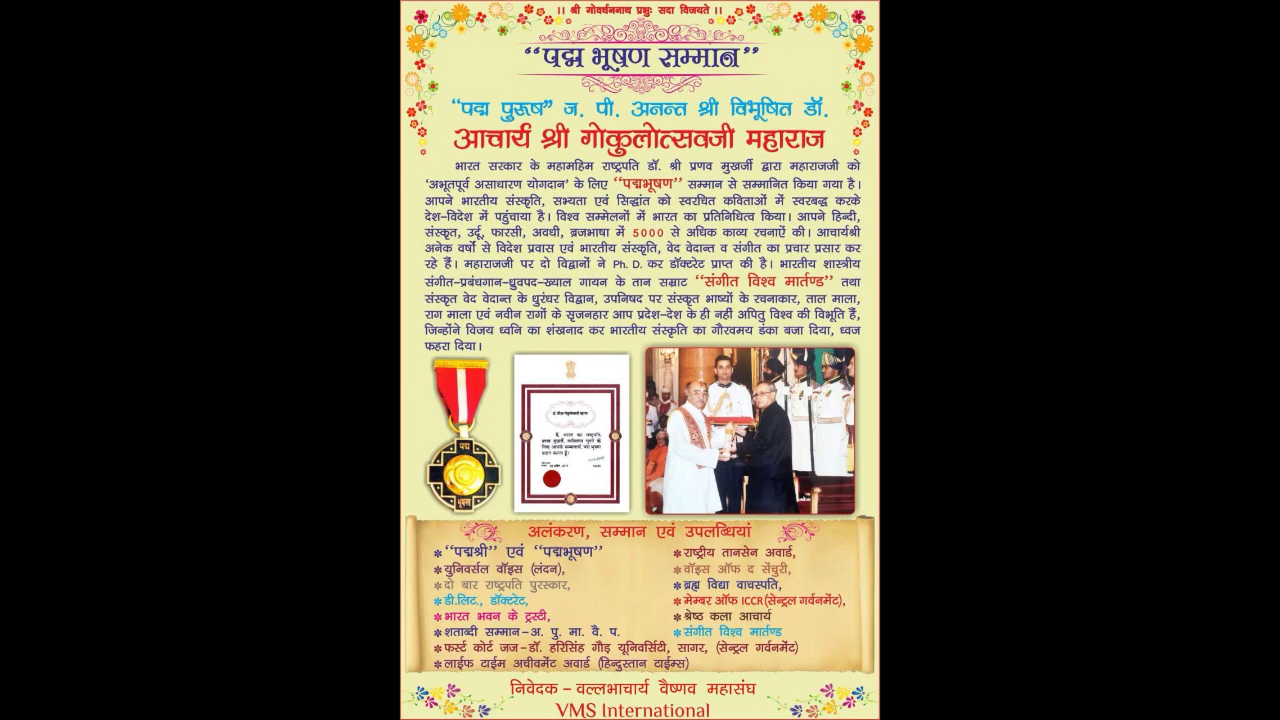 ।। श्री गोवर्धननाथ प्रभुः सदा विजयते ।।
“पद्म भूषण सम्मान”
“पद्म पुरूष” ज. पी. अनन्त श्री विभूषित डॉ.
आचार्य श्री गोकुलोत्सवजी महाराज
भारत सरकार के महामहिम राष्ट्रपति डॉ. श्री प्रणव मुखर्जी द्वारा महाराजजी को
‘अभूतपूर्व असाधारण योगदान’ के लिए “पद्मभूषण” सम्मान से सम्मानित किया गया है।
आपने भारतीय संस्कृति, सभ्यता एवं सिद्धांत को स्वरचित कविताओं में स्वरबद्ध करके
देश-विदेश में पहुंचाया है। विश्व सम्मेलनों में भारत का प्रतिनिधित्व किया। आपने हिन्दी,
संस्कृत, उर्दू, फारसी, अवधी, ब्रजभाषा में 5000 से अधिक काव्य रचनाऐं की। आचार्यश्री
अनेक वर्षों से विदेश प्रवास एवं भारतीय संस्कृति, वेद वेदान्त व संगीत का प्रचार प्रसार कर
रहे हैं। महाराजजी पर दो विद्वानों ने Ph. D. कर डॉक्टरेट प्राप्त की है। भारतीय शास्त्रीय
संगीत-प्रबंधगान-ध्रुवपद-ख्याल गायन के तान सम्राट “संगीत विश्व मार्तण्ड” तथा
संस्कृत वेद वेदान्त के धुरंधर विद्वान, उपनिषद पर संस्कृत भाष्यों के रचनाकार, ताल माला,
राग माला एवं नवीन रागों के सृजनहार आप प्रदेश-देश के ही नहीं अपितु विश्व की विभूति हैं,
जिन्होंने विजय ध्वनि का शंखनाद कर भारतीय संस्कृति का गौरवमय डंका बजा दिया, ध्वज
फहरा दिया।
पद्म
भूषण
अलंकरण, सम्मान एवं उपलब्धियां
“पद्मश्री” एवं “पद्मभूषण”
युनिवर्सल वॉइस (लंदन),
दो बार राष्ट्रपति पुरस्कार,
डी.लिट., डॉक्टरेट,
भारत भवन के ट्रस्टी,
शताब्दी सम्मान-अ. पु. मा. वै. प.
राष्ट्रीय तानसेन अवार्ड,
वॉइस ऑफ द सेंचुरी,
ब्रह्म विद्या वाचस्पति,
मेम्बर ऑफ ICCR (सेन्ट्रल गर्वनमेंट),
श्रेष्ठ कला आचार्य
संगीत विश्व मार्तण्ड
फर्स्ट कोर्ट जज-डॉ. हरिसिंह गौड़ यूनिवर्सिटी, सागर, (सेन्ट्रल गर्वनमेंट)
लाईफ टाईम अचीवमेंट अवार्ड (हिन्दुस्तान टाईम्स)
निवेदक - वल्लभाचार्य वैष्णव महासंघ
VMS International